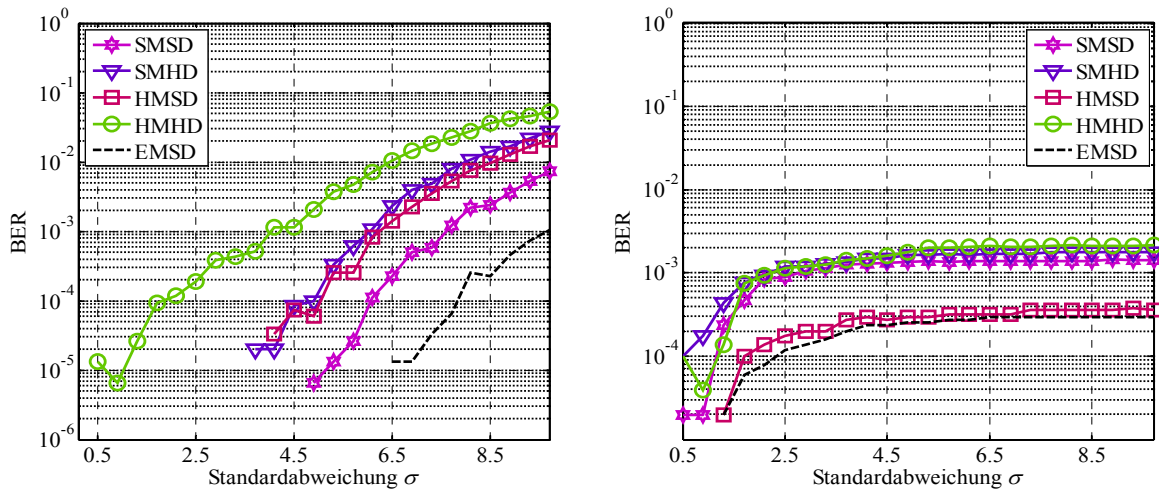 10^0
10^-1
10^-2
10^-3
10^-4
10^-5
10^-6
BER
SMSD
SMHD
HMSD
HMHD
EMSD
0.5
2.5
4.5
6.5
8.5
Standardabweichung σ
10^0
10^-1
10^-2
10^-3
10^-4
BER
SMSD
SMHD
HMSD
HMHD
EMSD
0.5
2.5
4.5
6.5
8.5
Standardabweichung σ